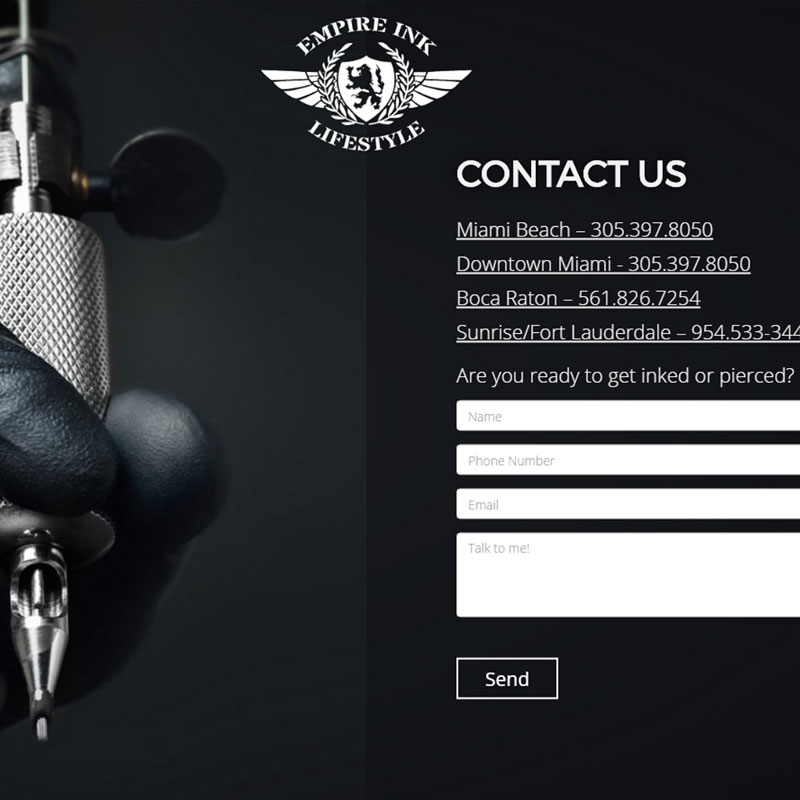 EMPIRE INK
LIFESTYLE
CONTACT US
Miami Beach – 305.397.8050
Downtown Miami - 305.397.8050
Boca Raton – 561.826.7254
Sunrise/Fort Lauderdale – 954.533-344
Are you ready to get inked or pierced?
Name
Phone Number
Email
Talk to me!
Send